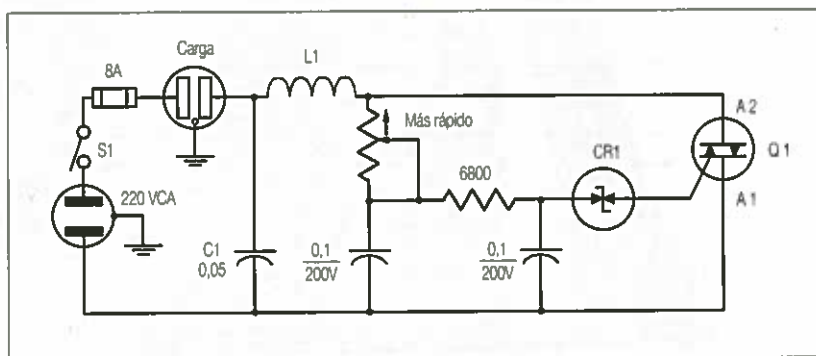 Carga
8A
L1
A2
Más rápido
S1
CR1
Q1
6800
A1
220 VCA
C1
0,05
0,1
200V
0,1
200V